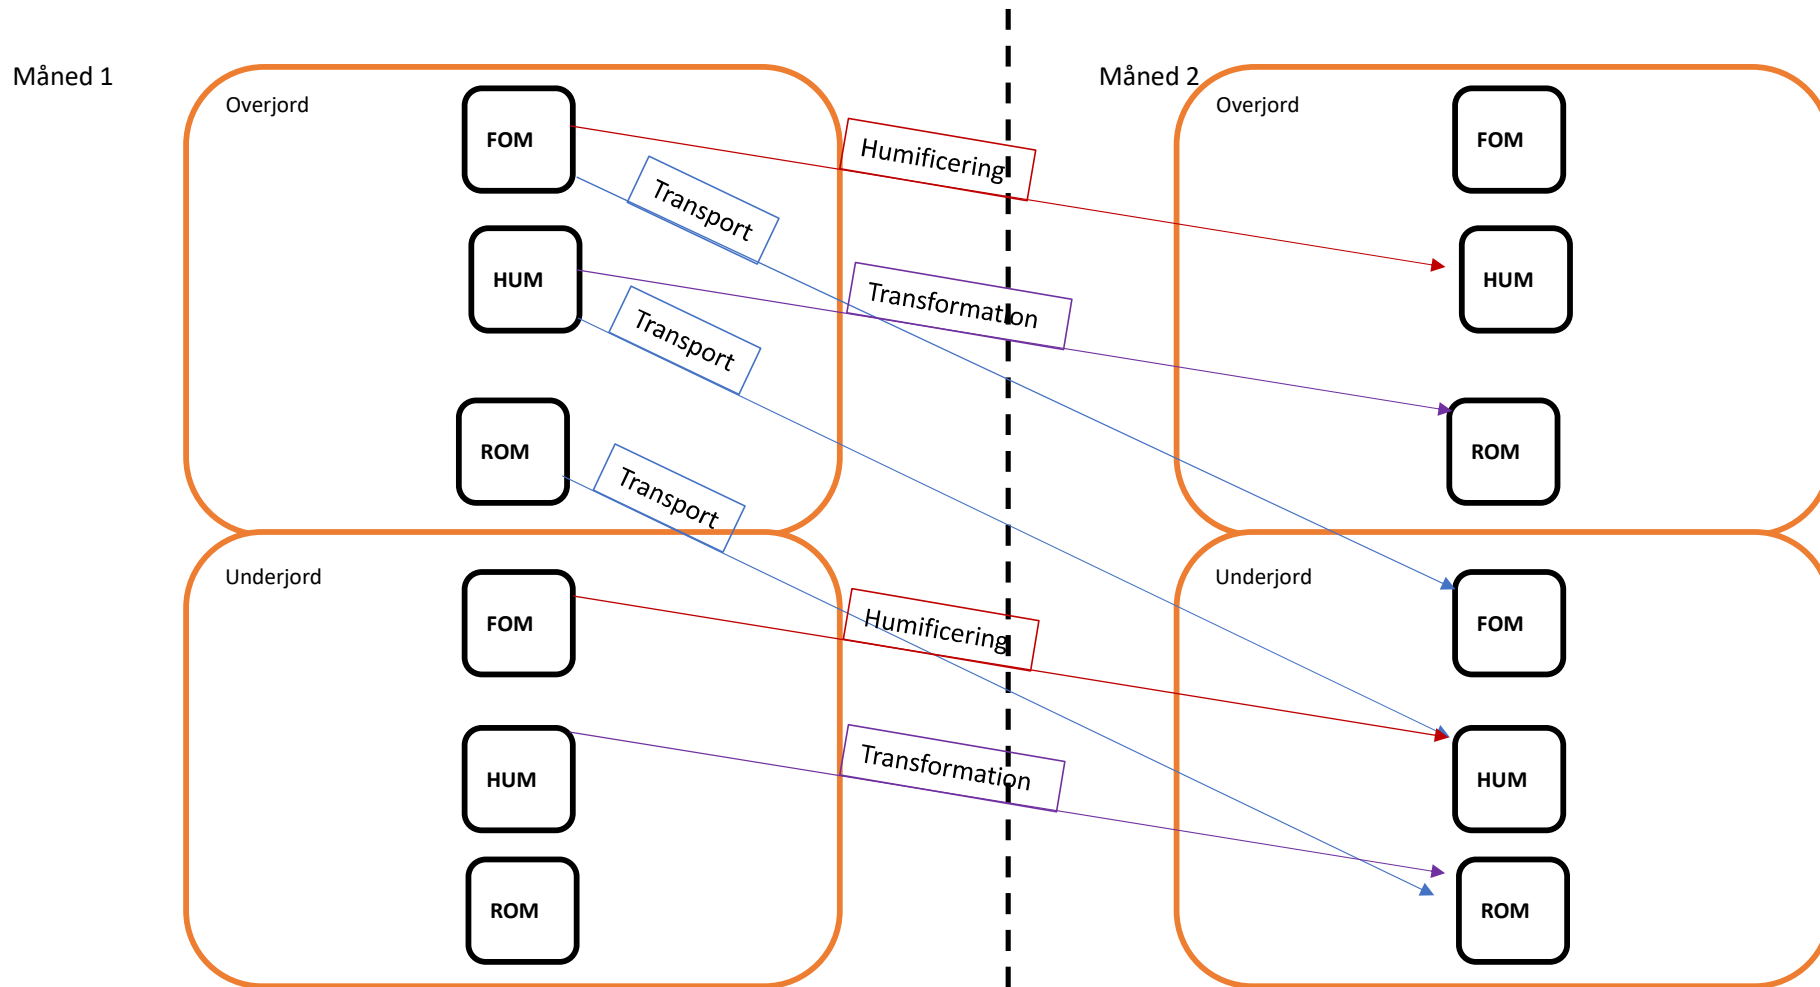 Måned 1
Overjord
FOM
HUM
ROM
Underjord
FOM
HUM
ROM
Humificering
Transport
Transformation
Transport
Transport
Humificering
Transformation
Måned 2
Overjord
FOM
HUM
ROM
Underjord
FOM
HUM
ROM